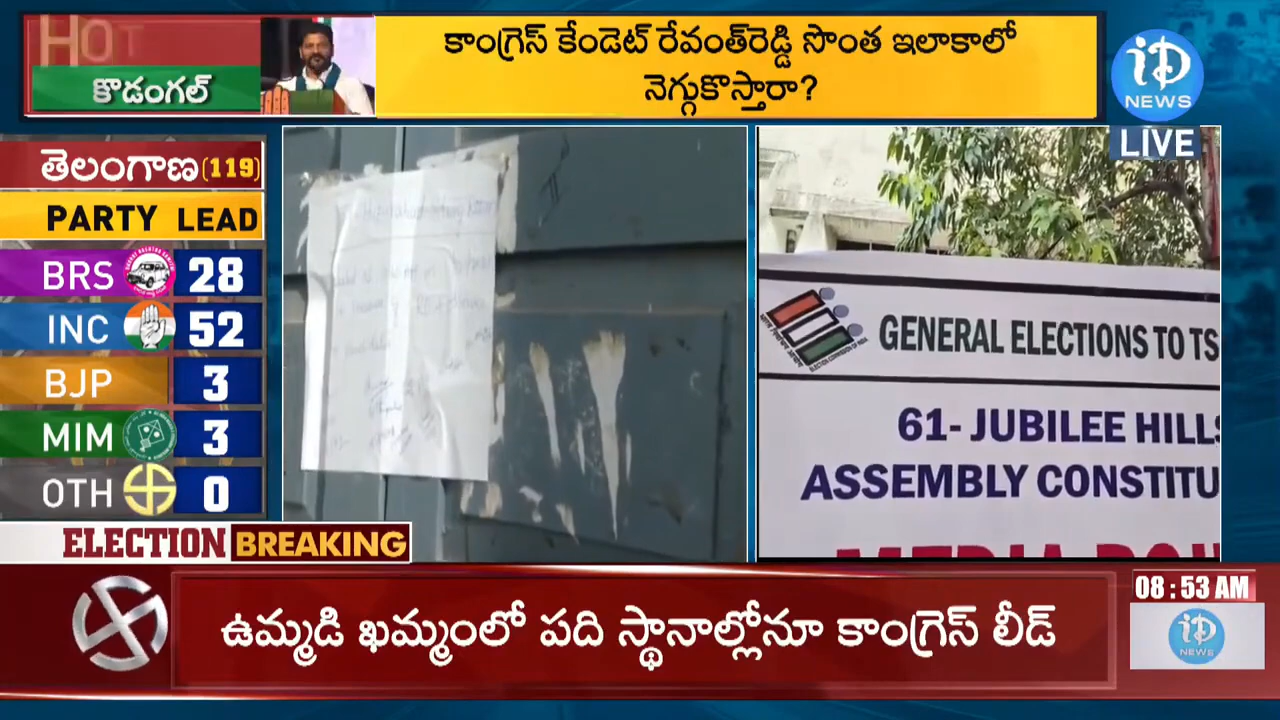 HOT
కొడంగల్
కాంగ్రెస్ కేండెట్ రేవంత్‌రెడ్డి సొంత ఇలాకాలో
నెగ్గుకొస్తారా?
iD
NEWS
LIVE
తెలంగాణ (119)
PARTY LEAD
BRS 28
INC 52
BJP 3
MIM 3
OTH 0
GENERAL ELECTIONS TO TS
61- JUBILEE HILLS
ASSEMBLY CONSTITU
ELECTION BREAKING
ఉమ్మడి ఖమ్మంలో పది స్థానాల్లోనూ కాంగ్రెస్ లీడ్
08 : 53 AM
iD
NEWS